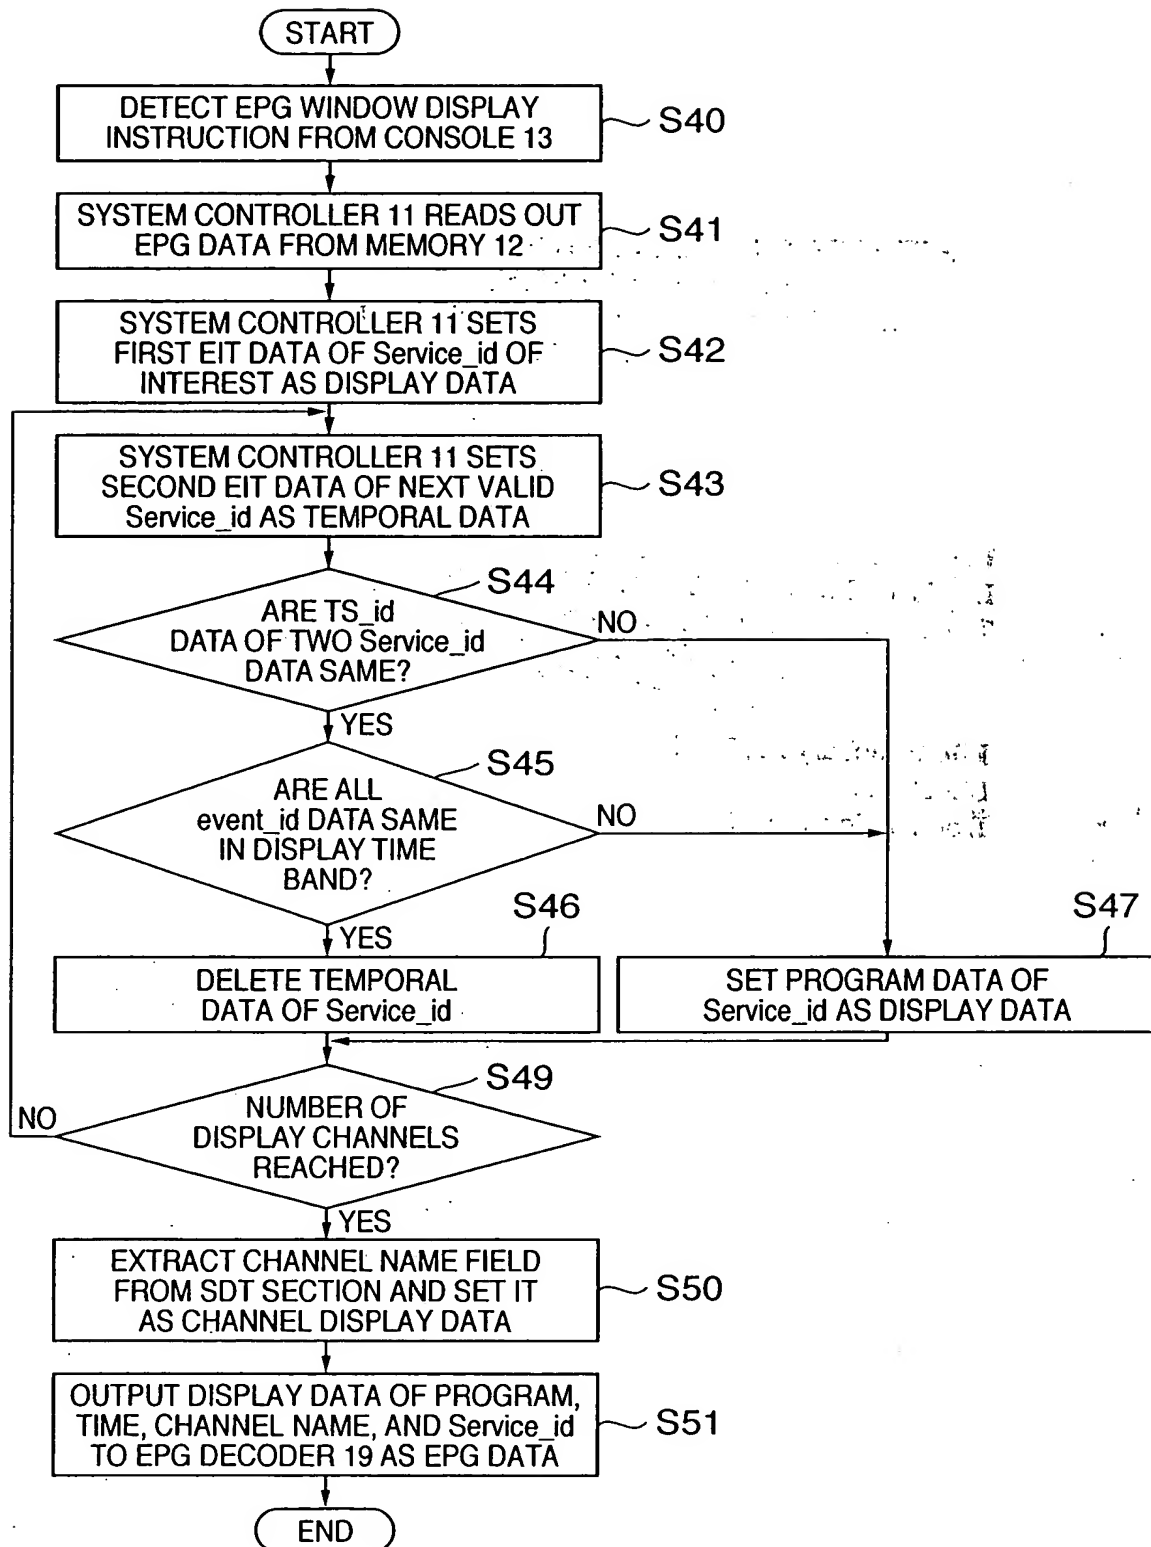 START
DETECT EPG WINDOW DISPLAY
INSTRUCTION FROM CONSOLE 13
S40
SYSTEM CONTROLLER 11 READS OUT
EPG DATA FROM MEMORY 12
S41
SYSTEM CONTROLLER 11 SETS
FIRST EIT DATA OF Service_id OF
INTEREST AS DISPLAY DATA
S42
SYSTEM CONTROLLER 11 SETS
SECOND EIT DATA OF NEXT VALID
Service_id AS TEMPORAL DATA
S43
S44
ARE TS_id
DATA OF TWO Service_id
DATA SAME?
NO
YES
S45
ARE ALL
event_id DATA SAME
IN DISPLAY TIME
BAND?
NO
YES
S46
DELETE TEMPORAL
DATA OF Service_id
S47
SET PROGRAM DATA OF
Service_id AS DISPLAY DATA
S49
NUMBER OF
DISPLAY CHANNELS
REACHED?
NO
YES
EXTRACT CHANNEL NAME FIELD
FROM SDT SECTION AND SET IT
AS CHANNEL DISPLAY DATA
S50
OUTPUT DISPLAY DATA OF PROGRAM,
TIME, CHANNEL NAME, AND Service_id
TO EPG DECODER 19 AS EPG DATA
S51
END